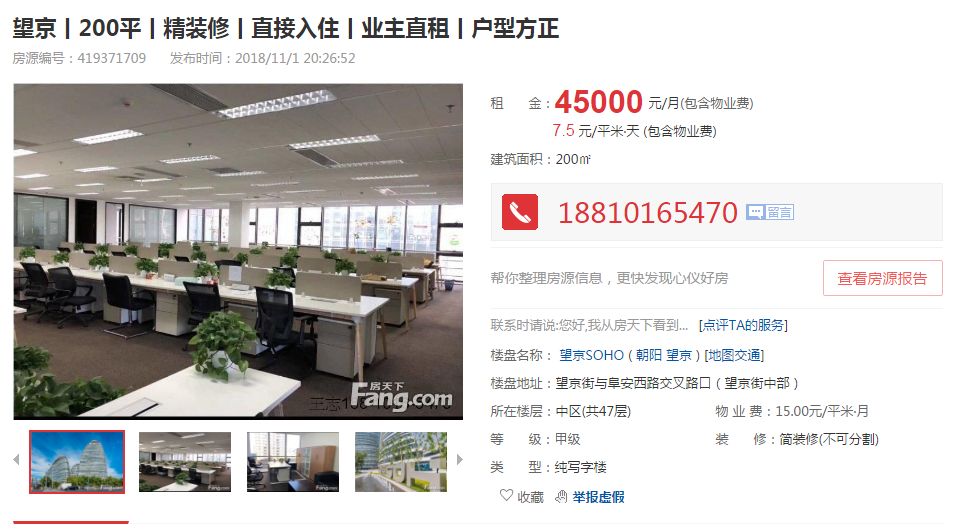 望京 | 200平 | 精装修 | 直接入住 | 业主直租 | 户型方正
房源编号：419371709 发布时间：2018/11/1 20:26:52
租 金：45000 元/月(包含物业费)
7.5 元/平米·天 (包含物业费)
建筑面积：200㎡
18810165470 留言
帮你整理房源信息，更快发现心仪好房 查看房源报告
联系时请说:您好,我从房天下看到... [点评TA的服务]
楼盘名称： 望京SOHO ( 朝阳 望京 ) [地图交通]
楼盘地址：望京街与阜安西路交叉路口（望京街中部）
所在楼层：中区(共47层) 物 业 费：15.00元/平米·月
等 级：甲级 装 修：简装修(不可分割)
类 型：纯写字楼
收藏 举报虚假
房天下
Fang.com
王志